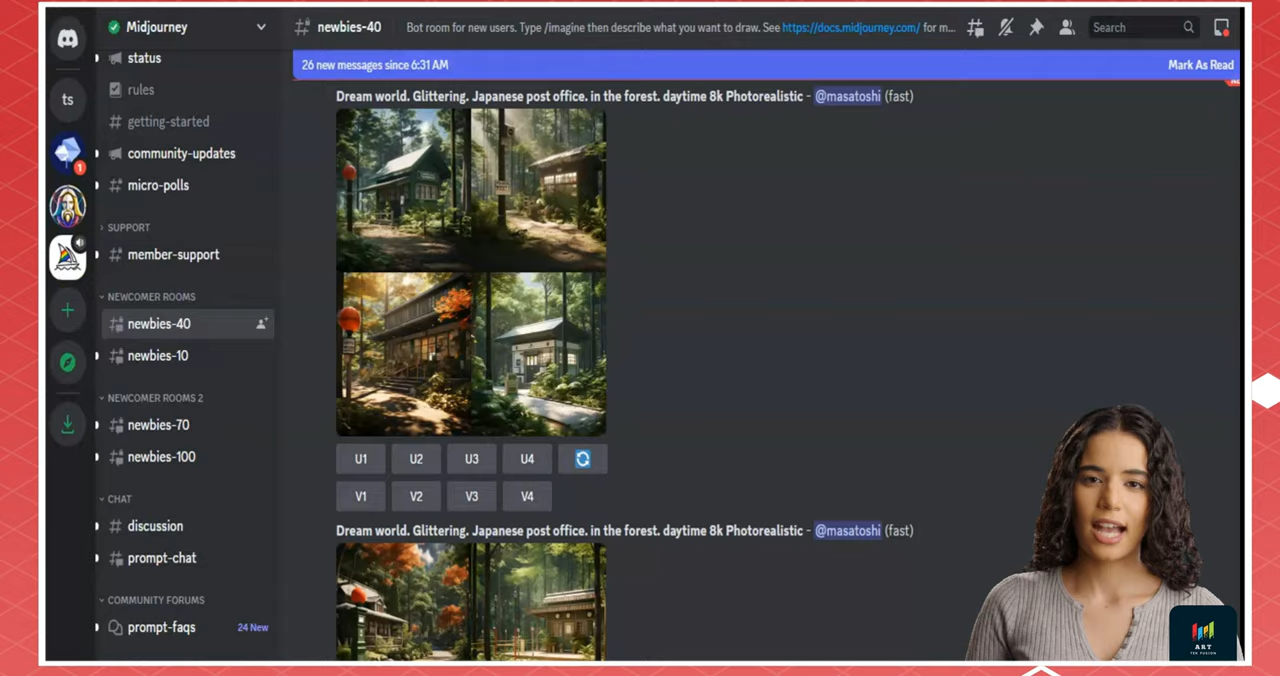 Midjourney
newbies-40
Bot room for new users. Type /imagine then describe what you want to draw. See https://docs.midjourney.com/ for m...
Search
ts
1
status
rules
getting-started
community-updates
micro-polls
SUPPORT
member-support
NEWCOMER ROOMS
newbies-40
newbies-10
NEWCOMER ROOMS 2
newbies-70
newbies-100
CHAT
discussion
prompt-chat
COMMUNITY FORUMS
prompt-faqs
24 New
26 new messages since 6:31 AM
Mark As Read
Dream world. Glittering. Japanese post office. in the forest. daytime 8k Photorealistic - @masatoshi (fast)
U1 U2 U3 U4
V1 V2 V3 V4
Dream world. Glittering. Japanese post office. in the forest. daytime 8k Photorealistic - @masatoshi (fast)
ART